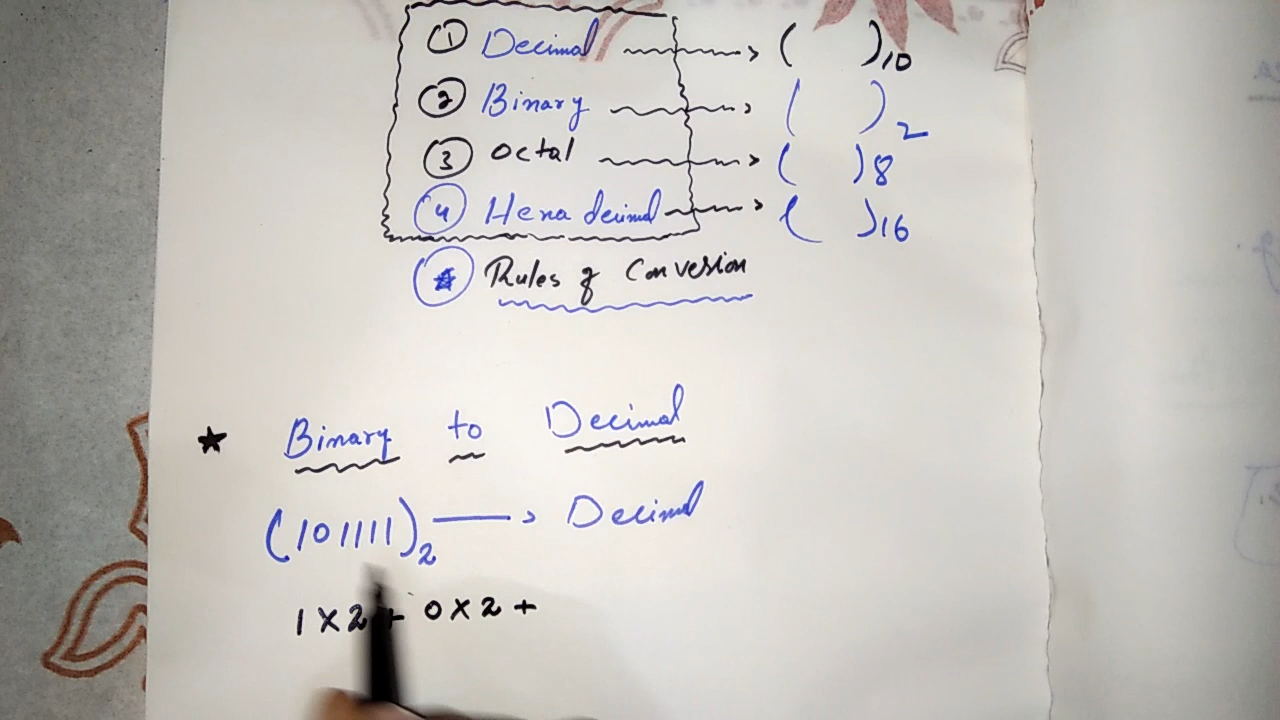 ① Decimal → ( )10
② Binary → ( )2
③ Octal → ( )8
④ Hexa decimal → ( )16
Rules of Conversion
★ Binary to Decimal
(101111)2 → Decimal
1 × 2 + 0 × 2 +